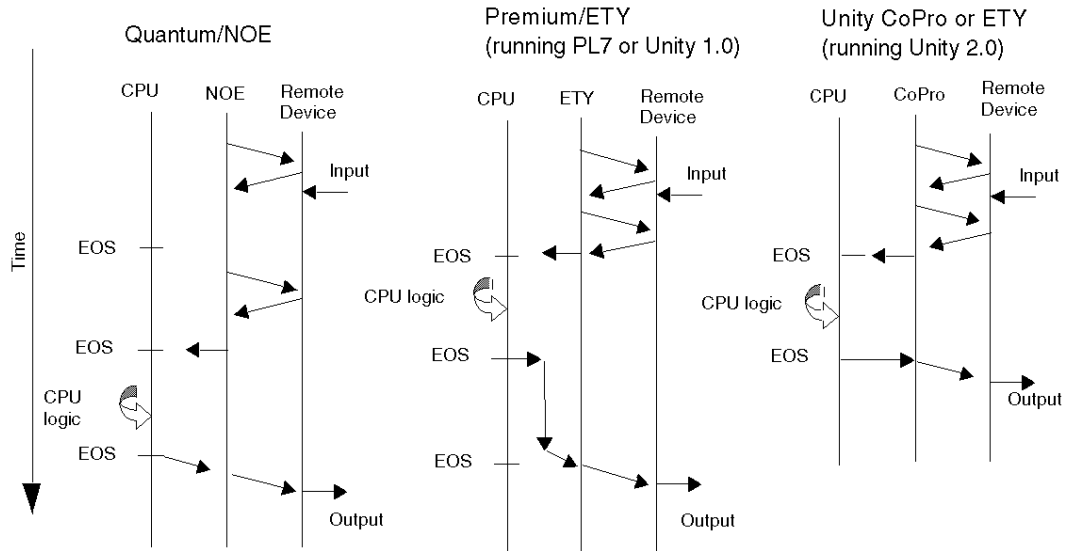 Quantum/NOE
Premium/ETY
(running PL7 or Unity 1.0)
Unity CoPro or ETY
(running Unity 2.0)
Time
CPU
NOE
Remote
Device
Input
EOS
EOS
CPU
logic
EOS
Output
CPU
ETY
Remote
Device
Input
EOS
CPU logic
EOS
EOS
Output
CPU
CoPro
Remote
Device
Input
EOS
CPU logic
EOS
Output